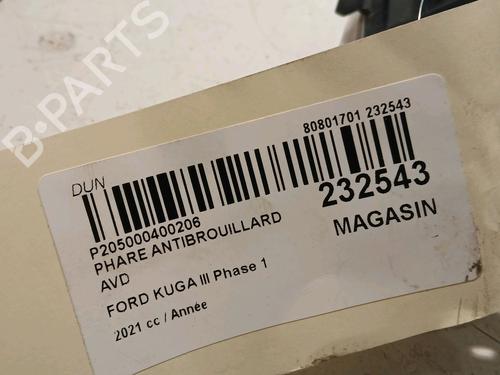 B-PARTS
DUN
80801701 232543
P205000400206
232543
PHARE ANTIBROUILLARD
AVD
MAGASIN
FORD KUGA III Phase 1
2021 cc / Année